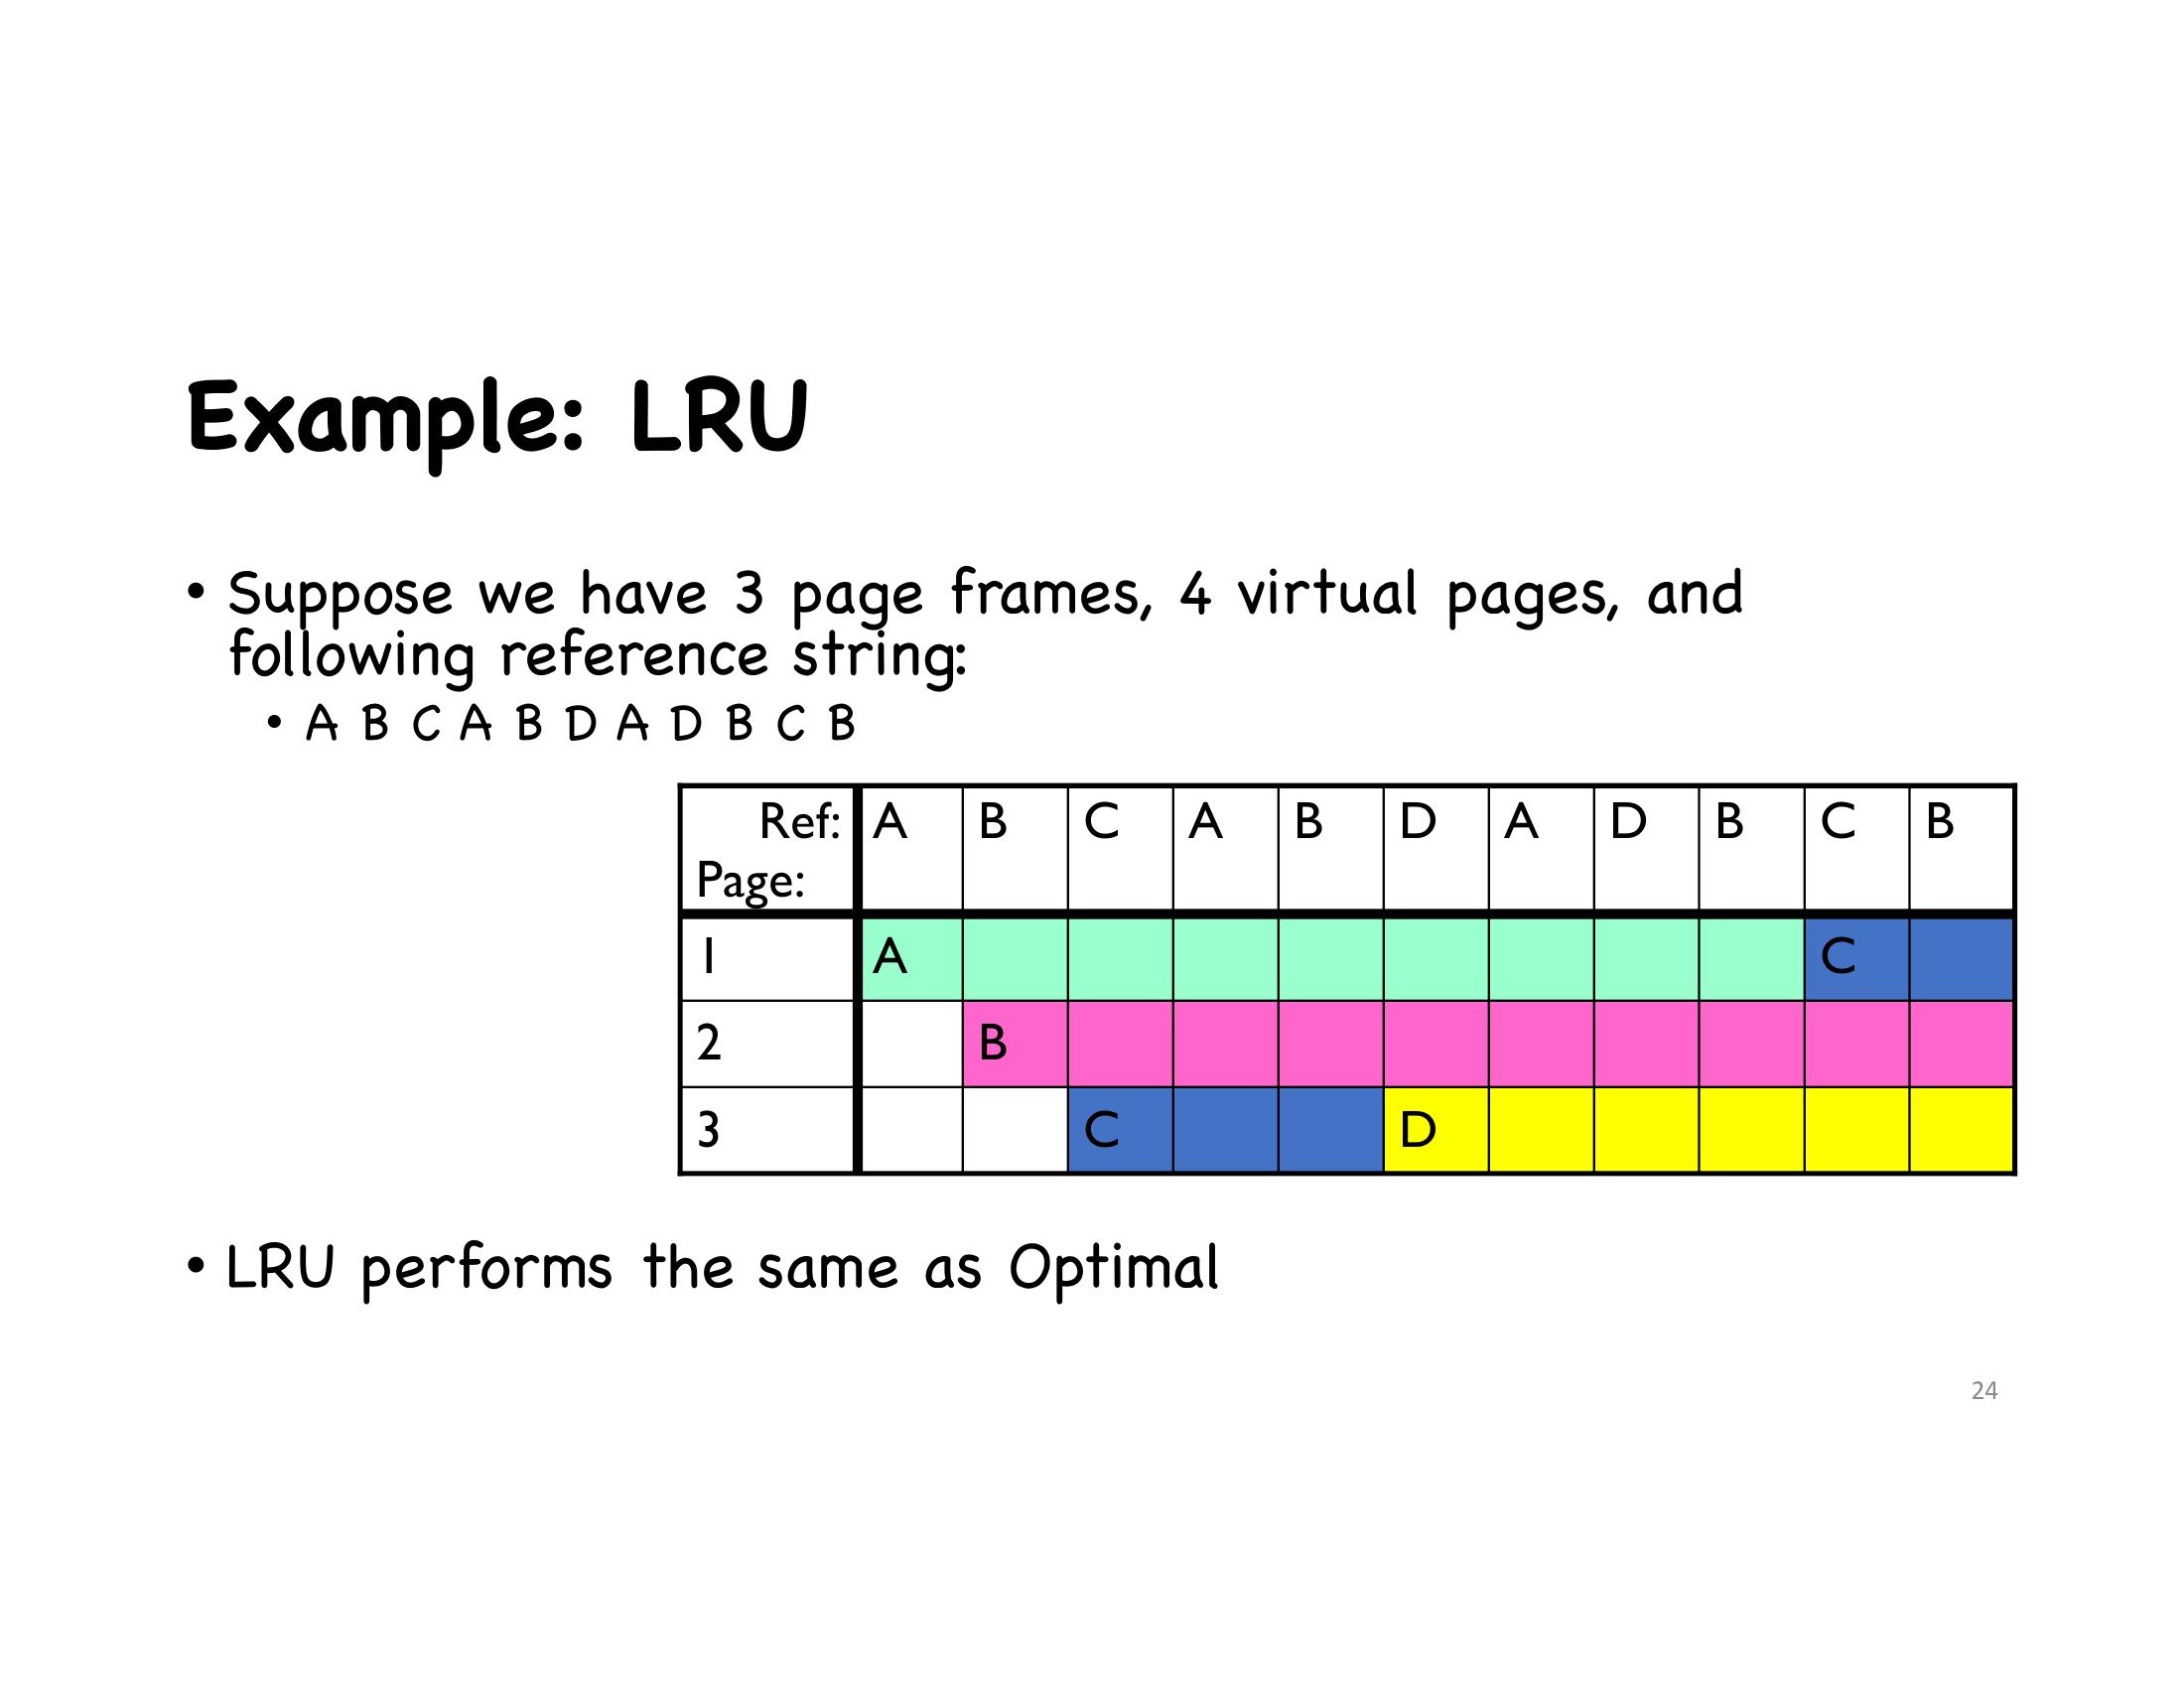 Example: LRU
• Suppose we have 3 page frames, 4 virtual pages, and
following reference string:
• A B C A B D A D B C B
Ref: A B C A B D A D B C B
Page:
1 A C
2 B
3 C D
• LRU performs the same as Optimal
24